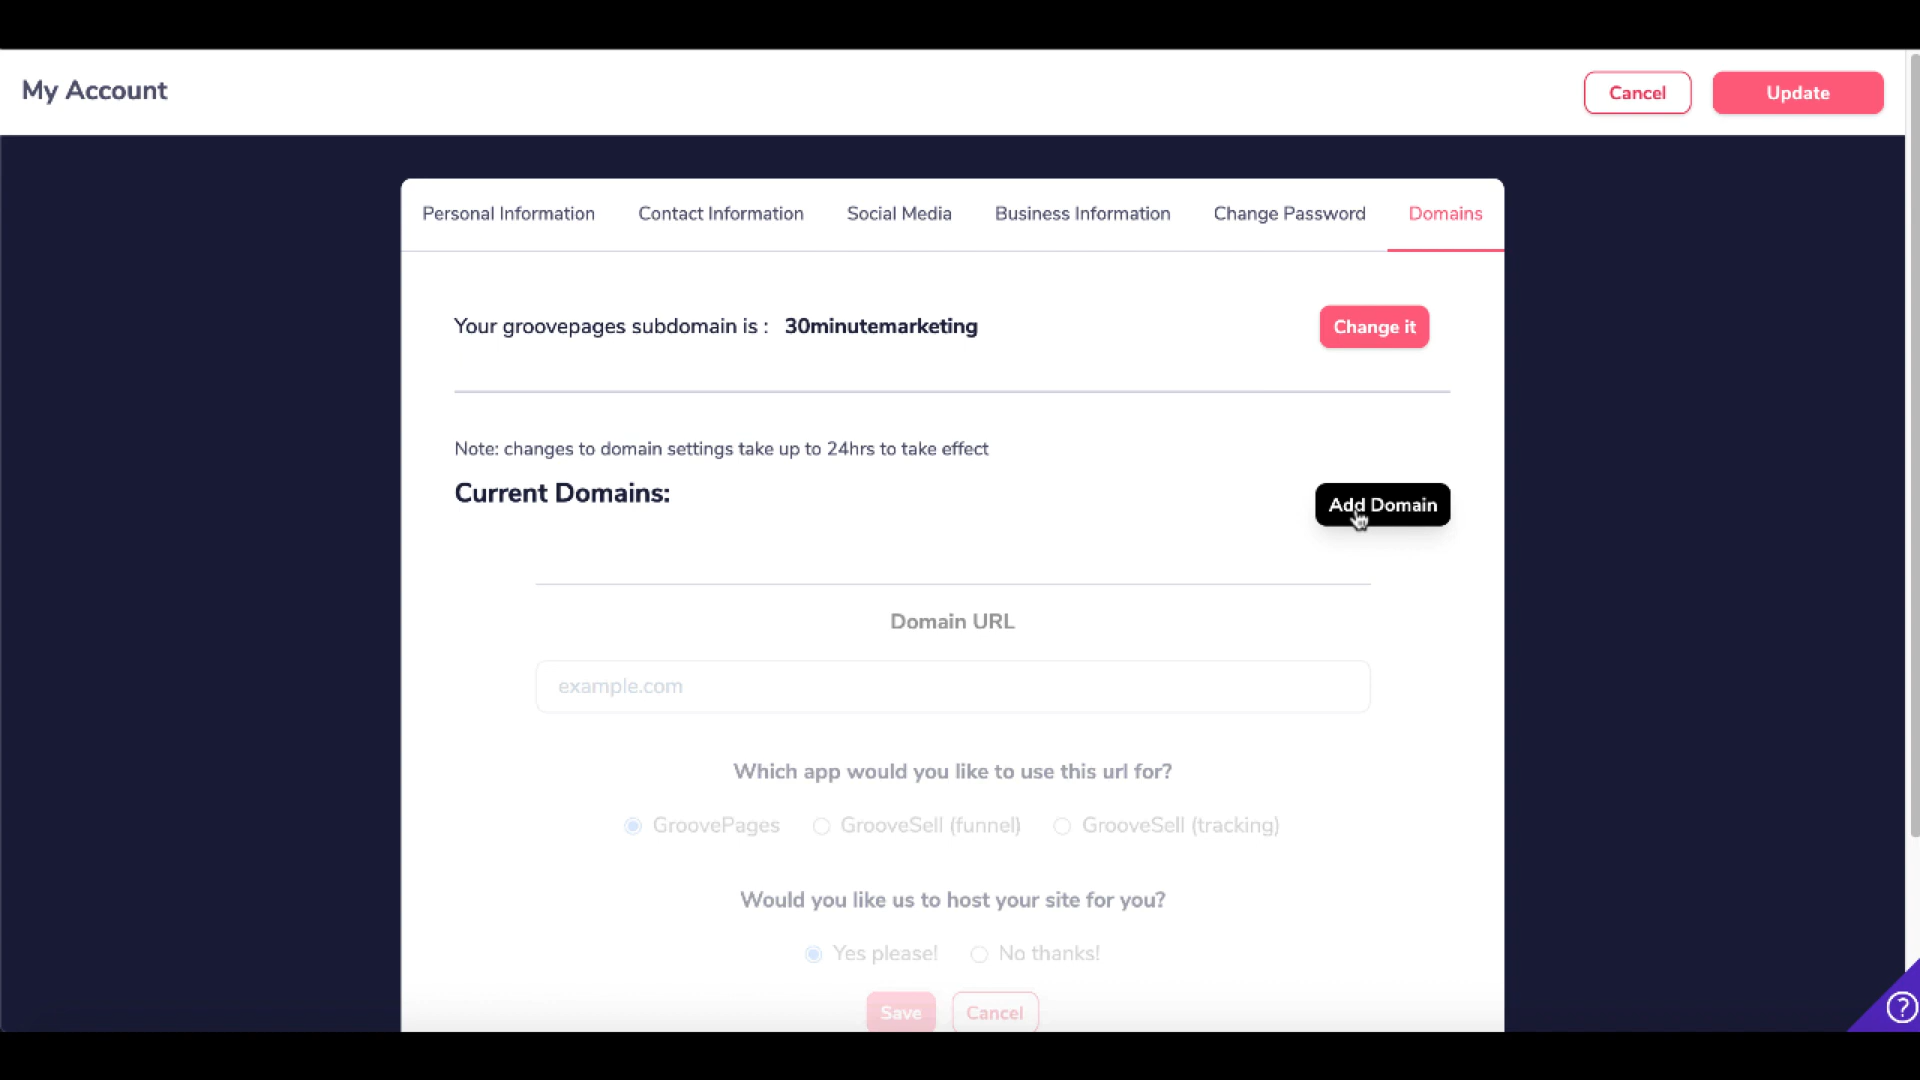 My Account
Cancel
Update
Personal Information
Contact Information
Social Media
Business Information
Change Password
Domains
Your groovepages subdomain is : 30minutemarketing
Change it
Note: changes to domain settings take up to 24hrs to take effect
Current Domains:
Add Domain
Domain URL
example.com
Which app would you like to use this url for?
GroovePages
GrooveSell (funnel)
GrooveSell (tracking)
Would you like us to host your site for you?
Yes please!
No thanks!
Save
Cancel
?